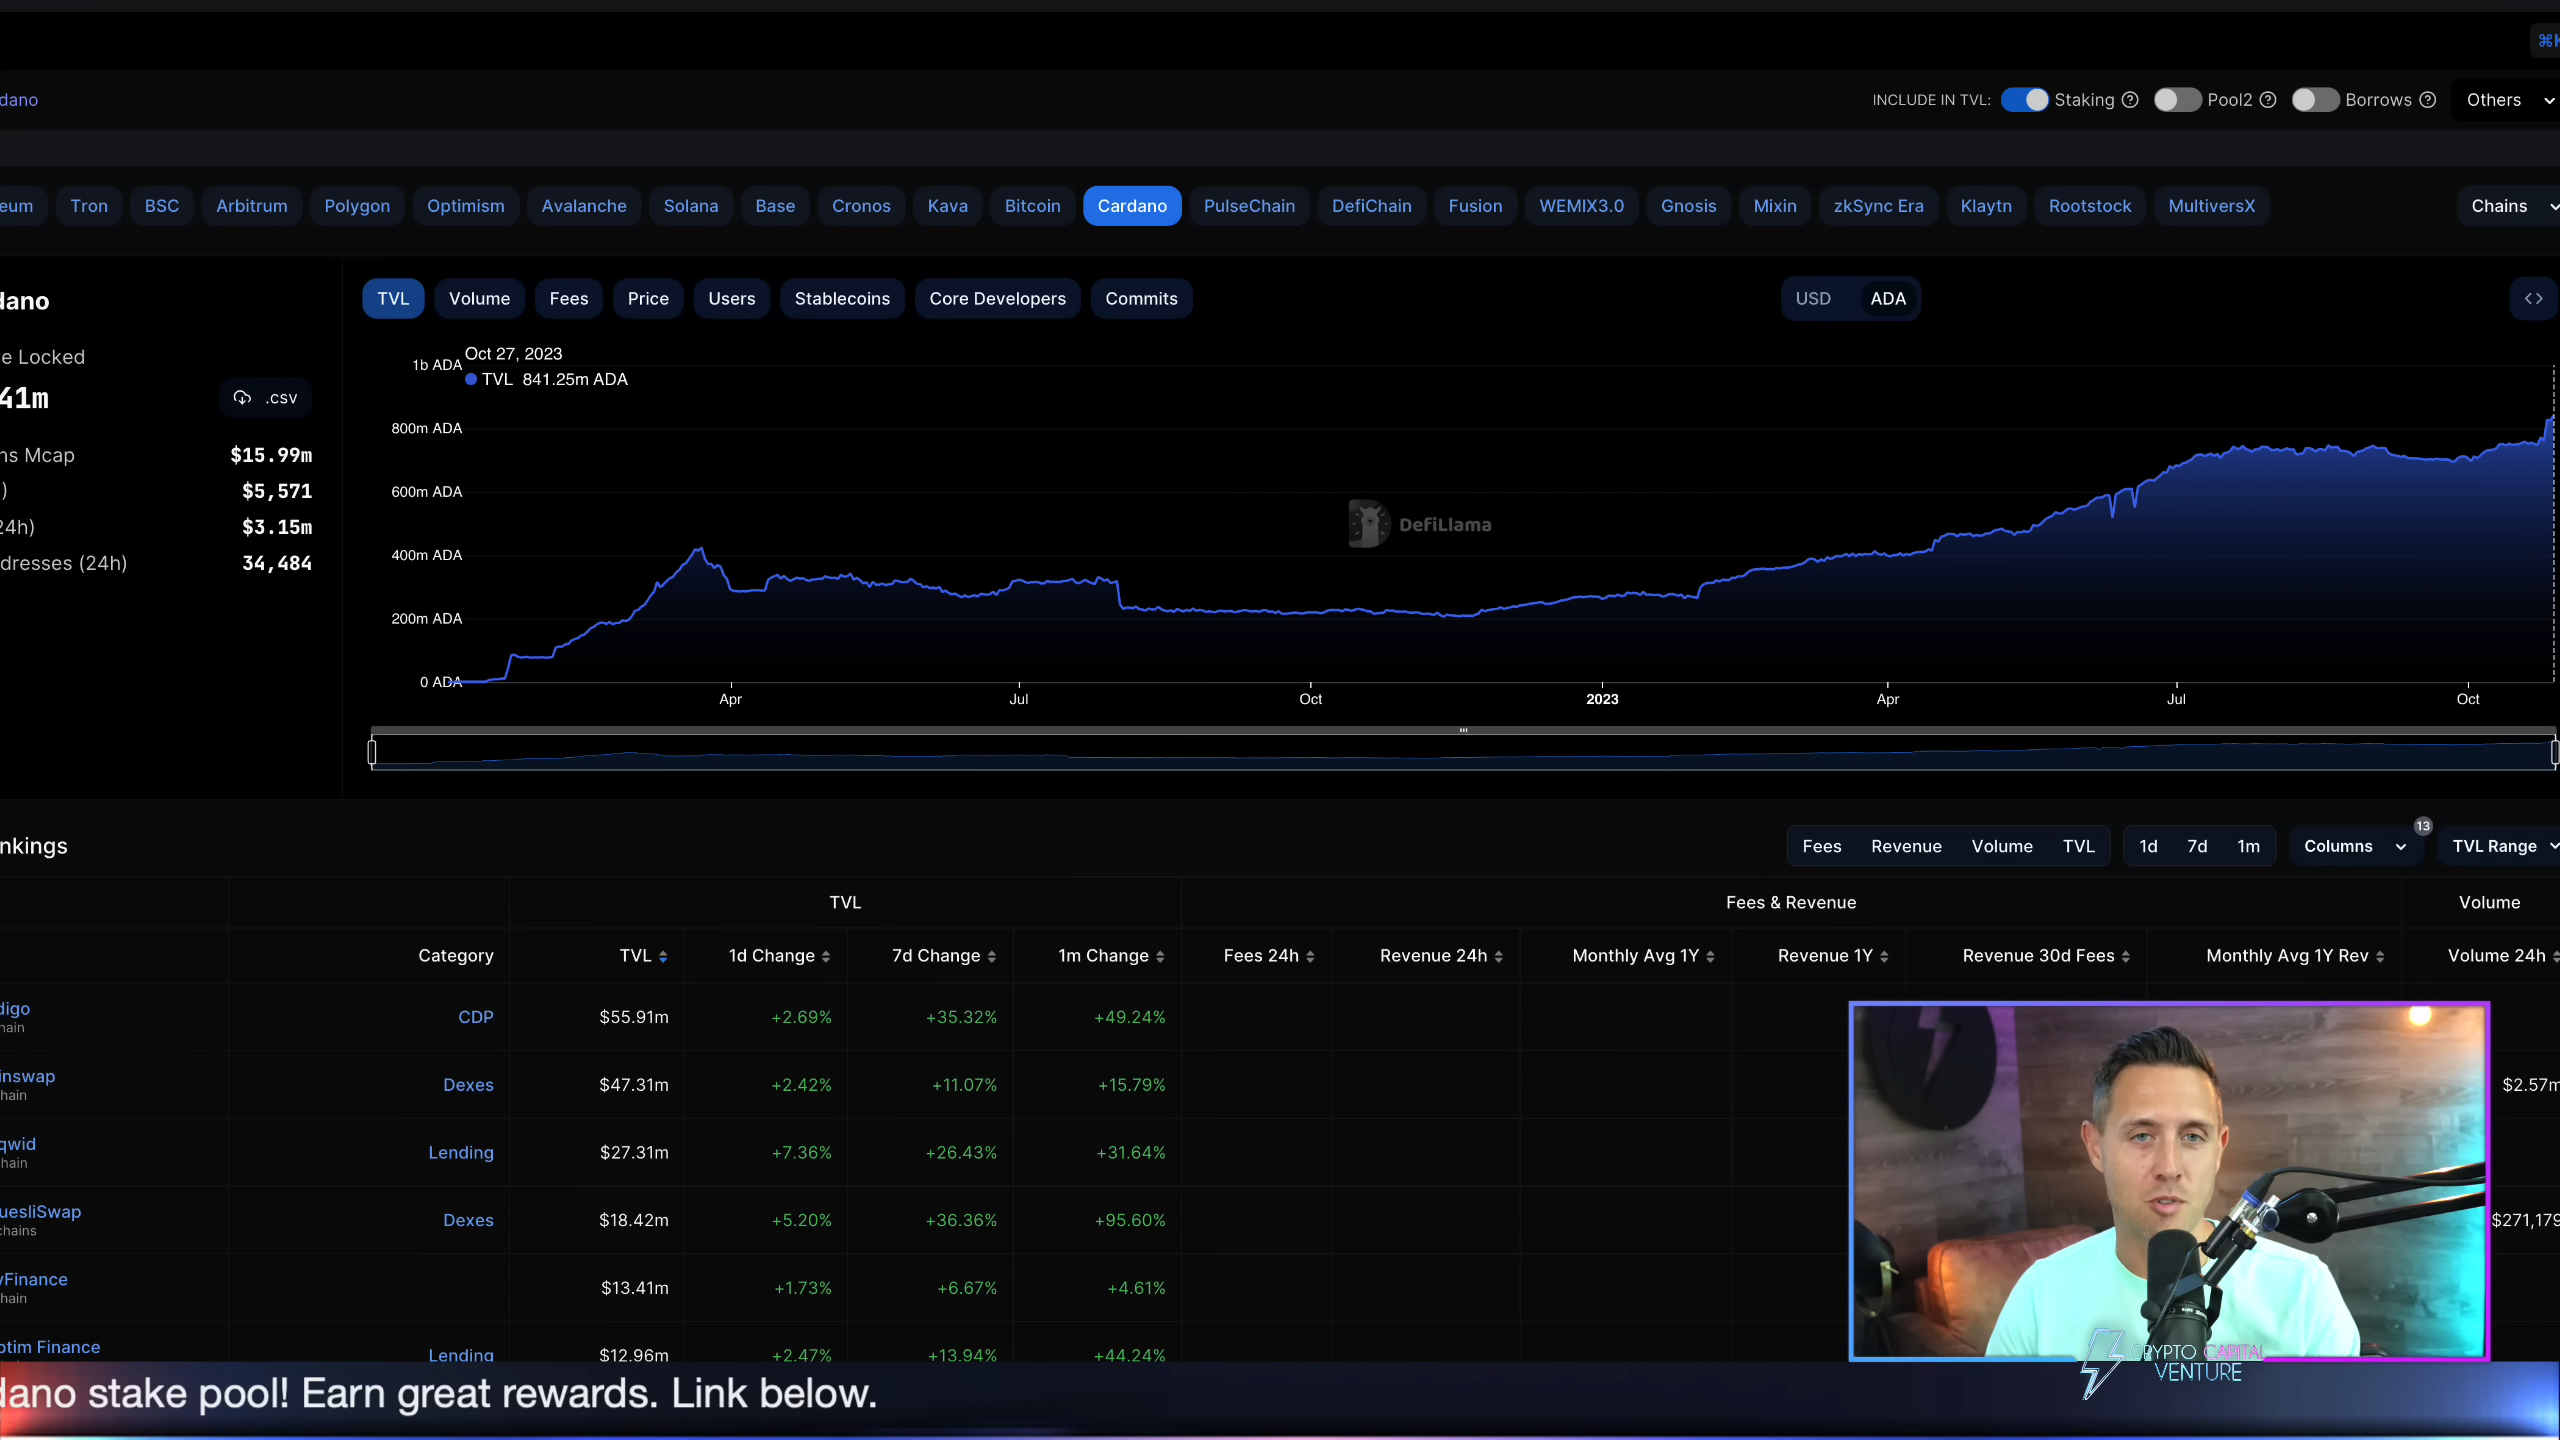 ⌘K
dano
INCLUDE IN TVL: Staking Pool2 Borrows Others
eum Tron BSC Arbitrum Polygon Optimism Avalanche Solana Base Cronos Kava Bitcoin Cardano PulseChain DefiChain Fusion WEMIX3.0 Gnosis Mixin zkSync Era Klaytn Rootstock MultiversX Chains
dano
TVL Volume Fees Price Users Stablecoins Core Developers Commits
USD ADA
e Locked
41m
.csv
ns Mcap $15.99m
) $5,571
24h) $3.15m
dresses (24h) 34,484
Oct 27, 2023
TVL 841.25m ADA
1b ADA
800m ADA
600m ADA
400m ADA
200m ADA
0 ADA
DefiLlama
Apr Jul Oct 2023 Apr Jul Oct
nkings
Fees Revenue Volume TVL 1d 7d 1m Columns 13 TVL Range
TVL Fees & Revenue Volume
Category TVL 1d Change 7d Change 1m Change Fees 24h Revenue 24h Monthly Avg 1Y Revenue 1Y Revenue 30d Fees Monthly Avg 1Y Rev Volume 24h
digo CDP $55.91m +2.69% +35.32% +49.24%
hain
inswap Dexes $47.31m +2.42% +11.07% +15.79% $2.57m
hain
qwid Lending $27.31m +7.36% +26.43% +31.64%
hain
uesliSwap Dexes $18.42m +5.20% +36.36% +95.60% $271,179
chains
yFinance $13.41m +1.73% +6.67% +4.61%
hain
ptim Finance Lending $12.96m +2.47% +13.94% +44.24%
dano stake pool! Earn great rewards. Link below.
CRYPTO CAPITAL
VENTURE